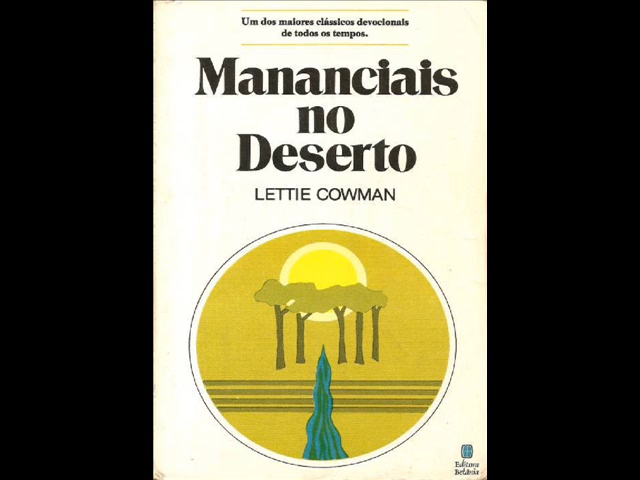 Um dos maiores clássicos devocionais
de todos os tempos.
Mananciais
no
Deserto
LETTIE COWMAN
Editora
Betânia